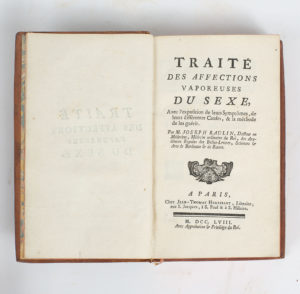 TRAITÉ
DES AFFECTIONS
VAPOREUSES
DU SEXE,
Avec l'exposition de leurs Symptômes, de
leurs différentes Causes, & la méthode
de les guérir.
Par M. JOSEPH RAULIN, Docteur en
Médecine, Médecin ordinaire du Roi, des Aca-
démies Royales des Belles-Lettres, Sciences &
Arts de Bordeaux & de Rouen.
A PARIS,
Chez JEAN-THOMAS HERISSANT, Libraire,
rue S. Jacques, à S. Paul & à S. Hilaire.
M. DCC. LVIII.
Avec Approbation & Privilége du Roi.